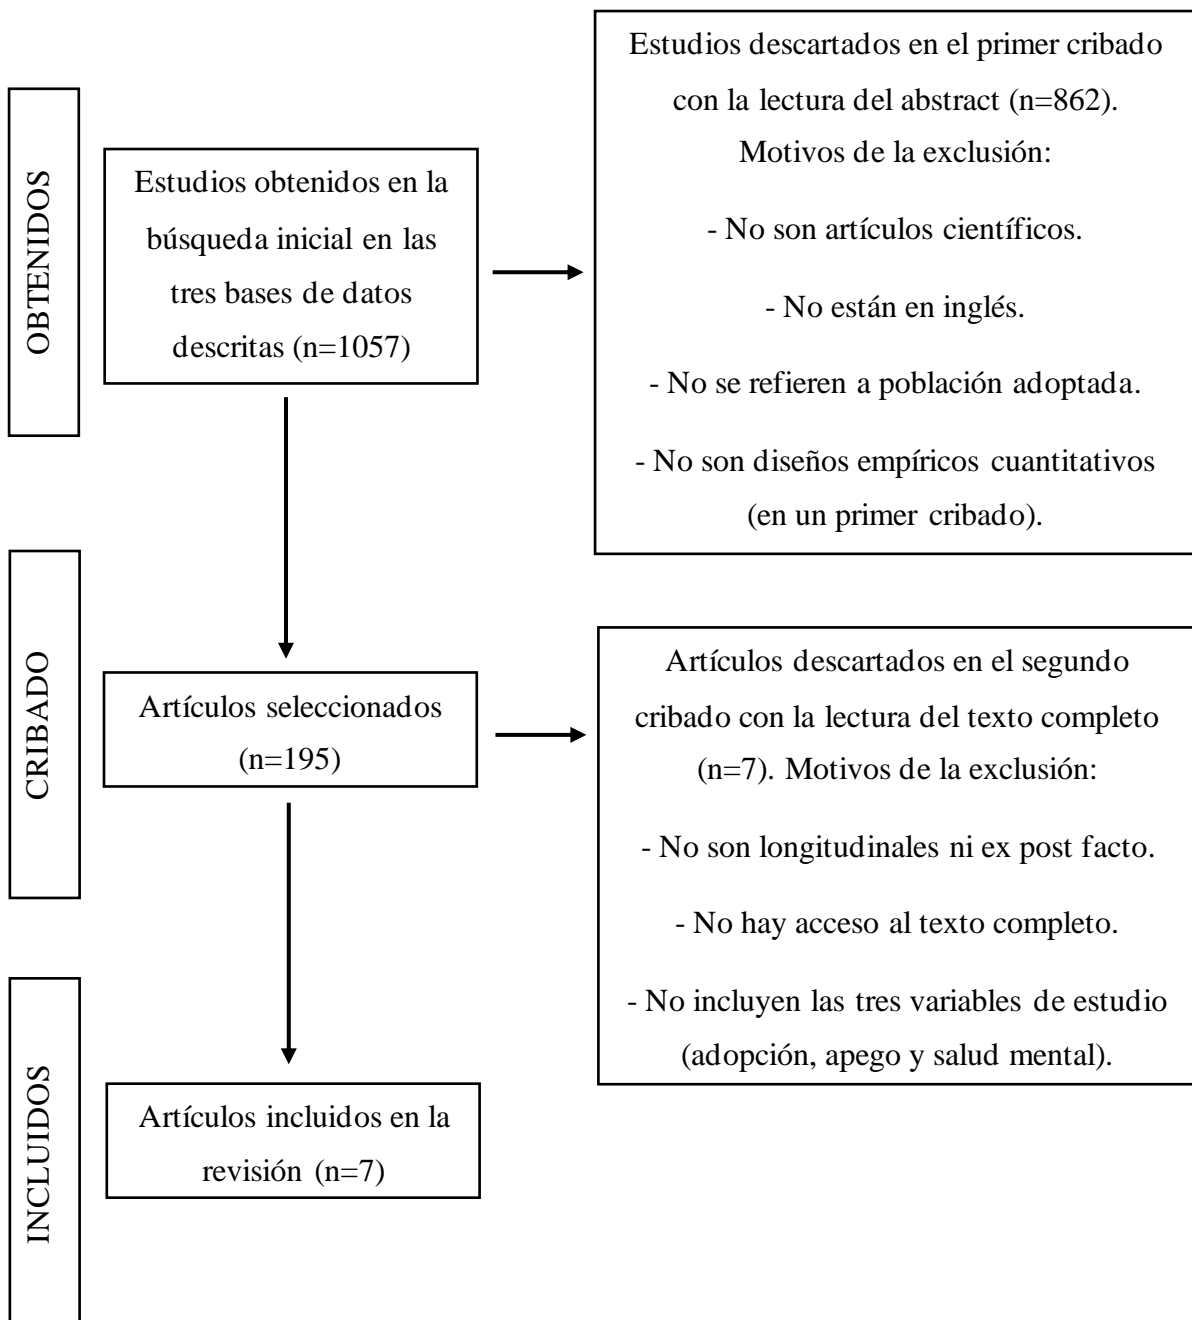 OBTENIDOS
Estudios obtenidos en la
búsqueda inicial en las
tres bases de datos
descritas (n=1057)
Estudios descartados en el primer cribado
con la lectura del abstract (n=862).
Motivos de la exclusión:
- No son artículos científicos.
- No están en inglés.
- No se refieren a población adoptada.
- No son diseños empíricos cuantitativos
(en un primer cribado).
CRIBADO
Artículos seleccionados
(n=195)
Artículos descartados en el segundo
cribado con la lectura del texto completo
(n=7). Motivos de la exclusión:
- No son longitudinales ni ex post facto.
- No hay acceso al texto completo.
- No incluyen las tres variables de estudio
(adopción, apego y salud mental).
INCLUIDOS
Artículos incluidos en la
revisión (n=7)